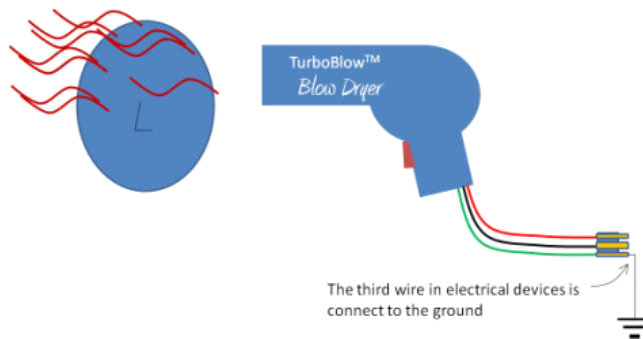 TurboBlow™
Blow Dryer
The third wire in electrical devices is
connect to the ground